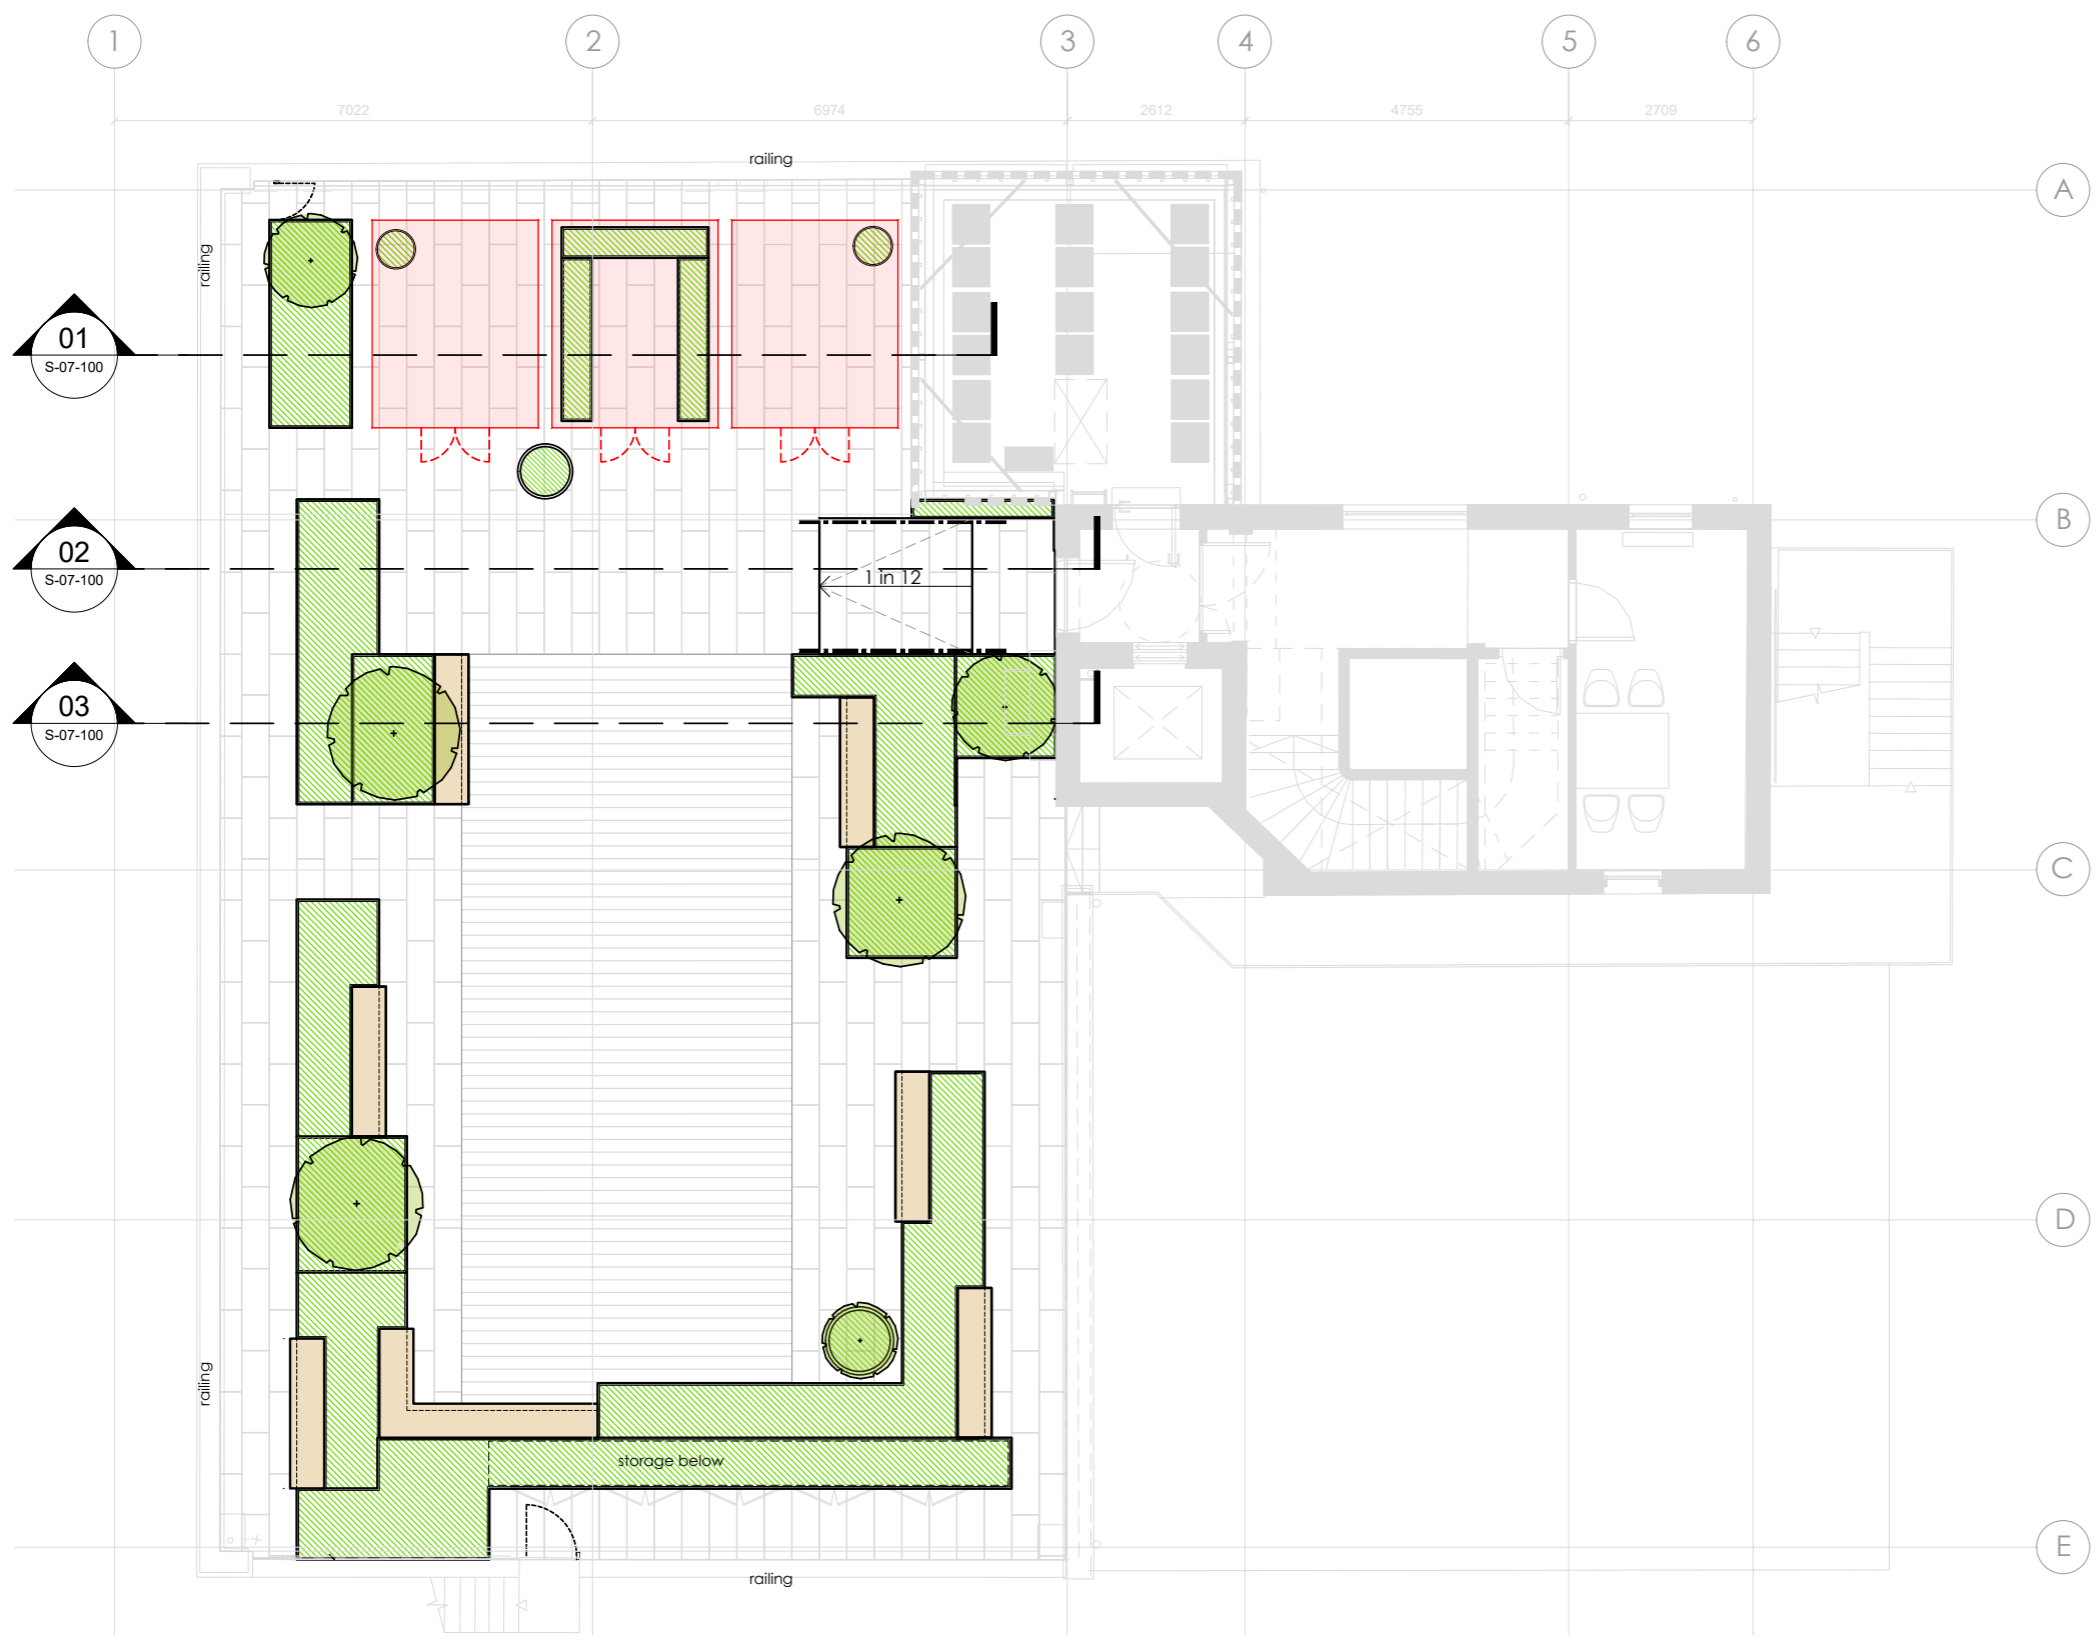 1 2 3 4 5 6
7022 6974 2612 4755 2709
railing
A
railing
01
S-07-100
B
02
S-07-100
1 in 12
03
S-07-100
C
D
railing
storage below
E
railing